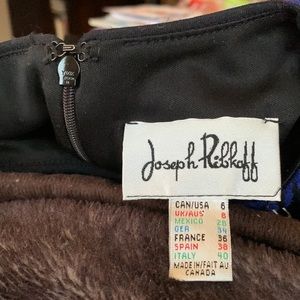 Joseph Ribkoff
CAN/USA 6
UK/AUS 8
MEXICO 28
GER 34
FRANCE 36
SPAIN 38
ITALY 40
MADE IN/FAIT AU
CANADA